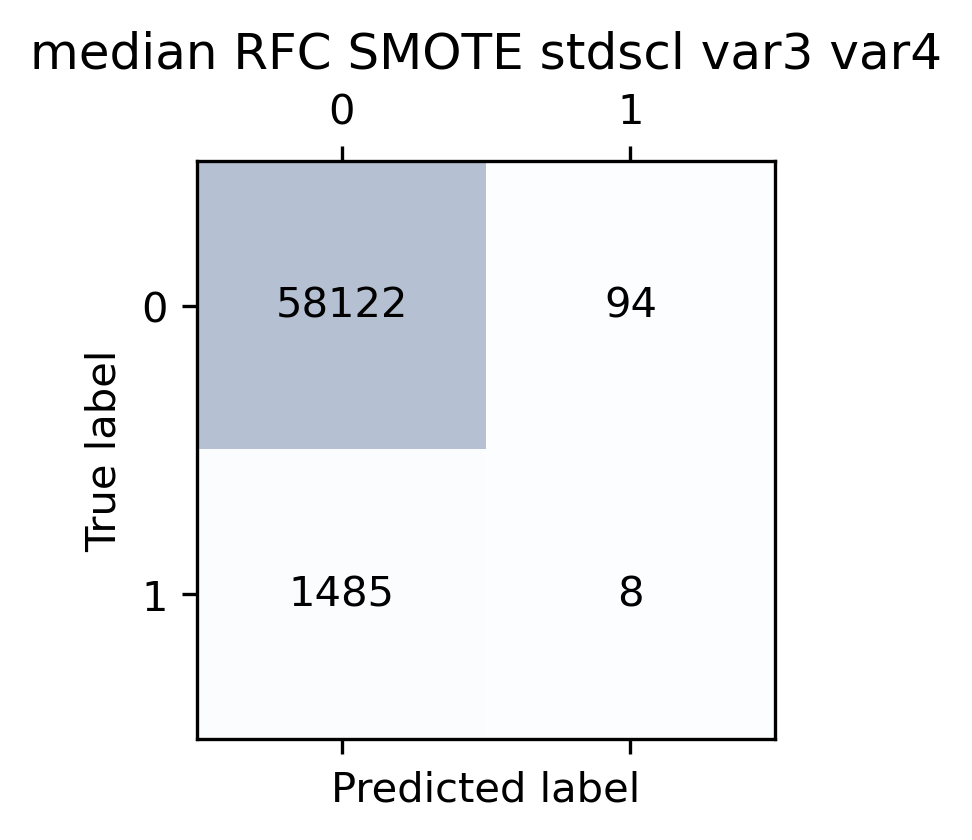 median RFC SMOTE stdscl var3 var4
0 1
0 58122 94
True label
1 1485 8
Predicted label